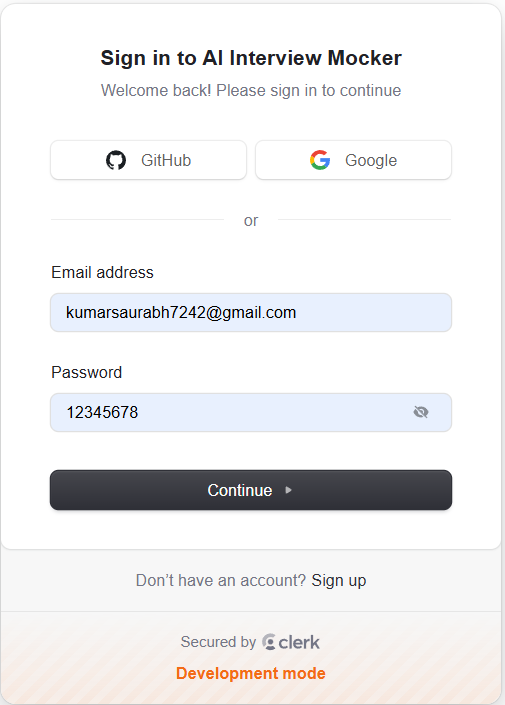 Sign in to AI Interview Mocker
Welcome back! Please sign in to continue
GitHub
Google
or
Email address
kumarsaurabh7242@gmail.com
Password
12345678
Continue
Don’t have an account? Sign up
Secured by clerk
Development mode